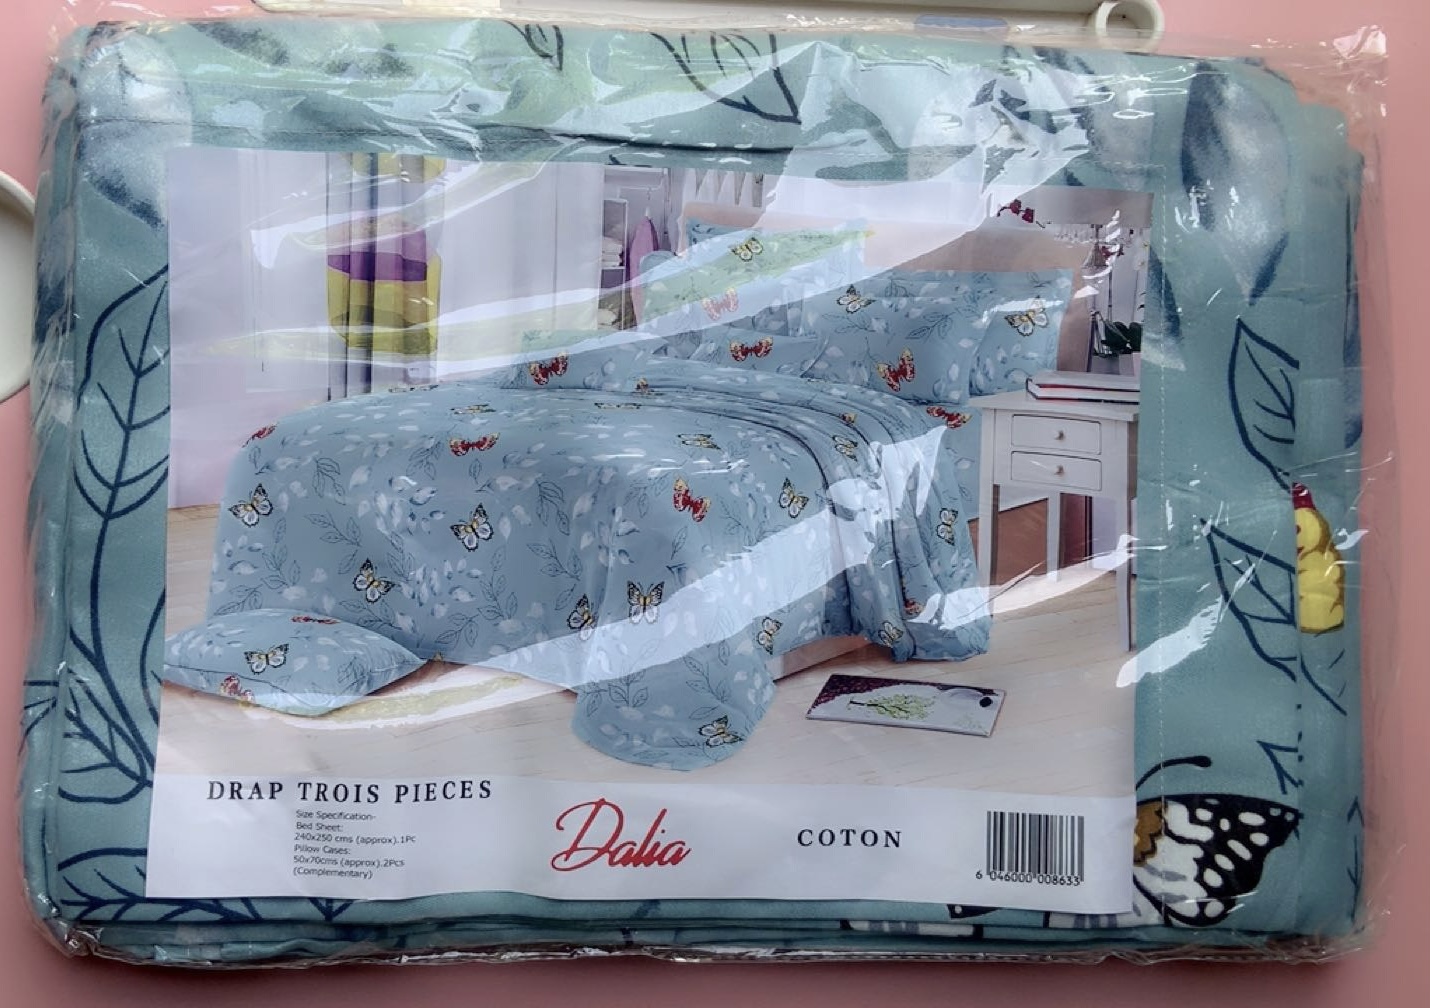 DRAP TROIS PIECES
Size Specification-
Bed Sheet:
240x250 cms (approx).1Pc
Pillow Cases:
50x70cms (approx).2Pcs
(Complementary)
Dalia
COTON
6 046000 008633